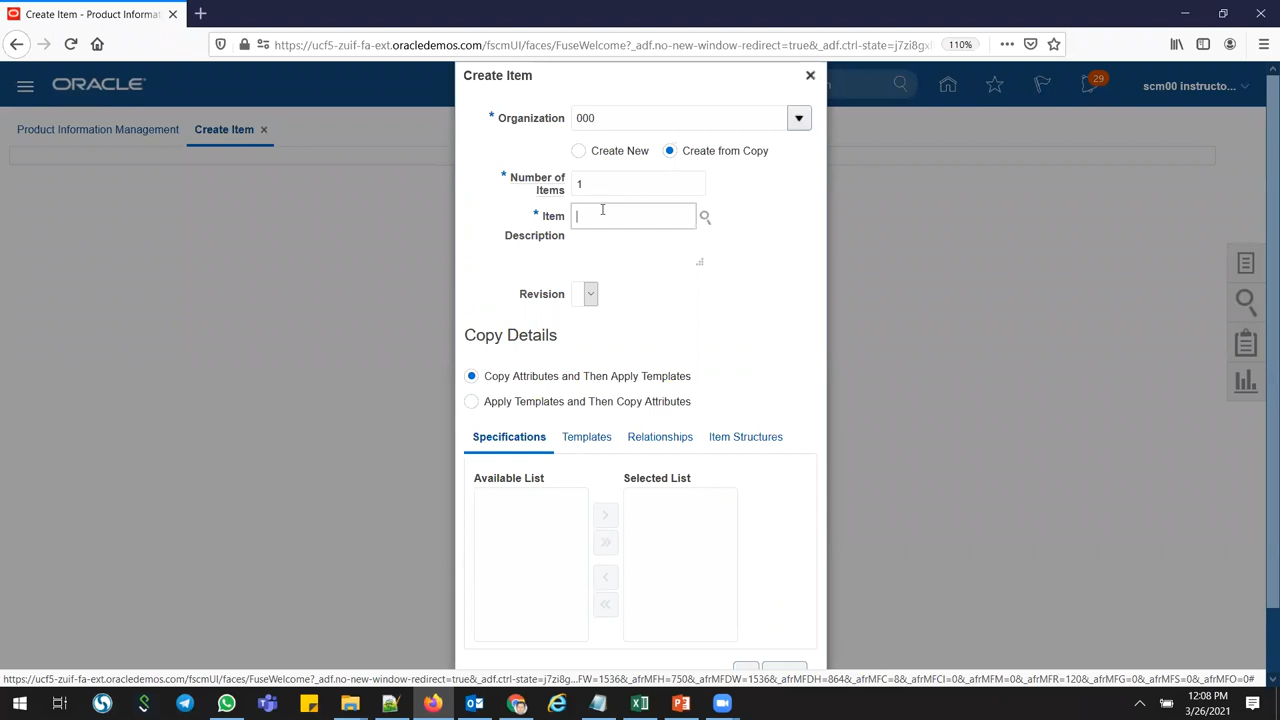 Create Item - Product Informa
https://ucf5-zuif-fa-ext.oracledemos.com/fscmUI/faces/FuseWelcome?_adf.no-new-window-redirect=true&_adf.ctrl-state=j7zi8gxl
110%
ORACLE
29
scm00 instructo...
Product Information Management
Create Item
Create Item
* Organization
000
Create New
Create from Copy
* Number of
Items
1
* Item
Description
Revision
Copy Details
Copy Attributes and Then Apply Templates
Apply Templates and Then Copy Attributes
Specifications
Templates
Relationships
Item Structures
Available List
Selected List
https://ucf5-zuif-fa-ext.oracledemos.com/fscmUI/faces/FuseWelcome?_adf.no-new-window-redirect=true&_adf.ctrl-state=j7zi8g...FW=1536&_afrMFH=750&_afrMFDW=1536&_afrMFDH=864&_afrMFC=8&_afrMFCI=0&_afrMFM=0&_afrMFR=120&_afrMFG=0&_afrMFS=0&_afrMFO=0#
12:08 PM
3/26/2021